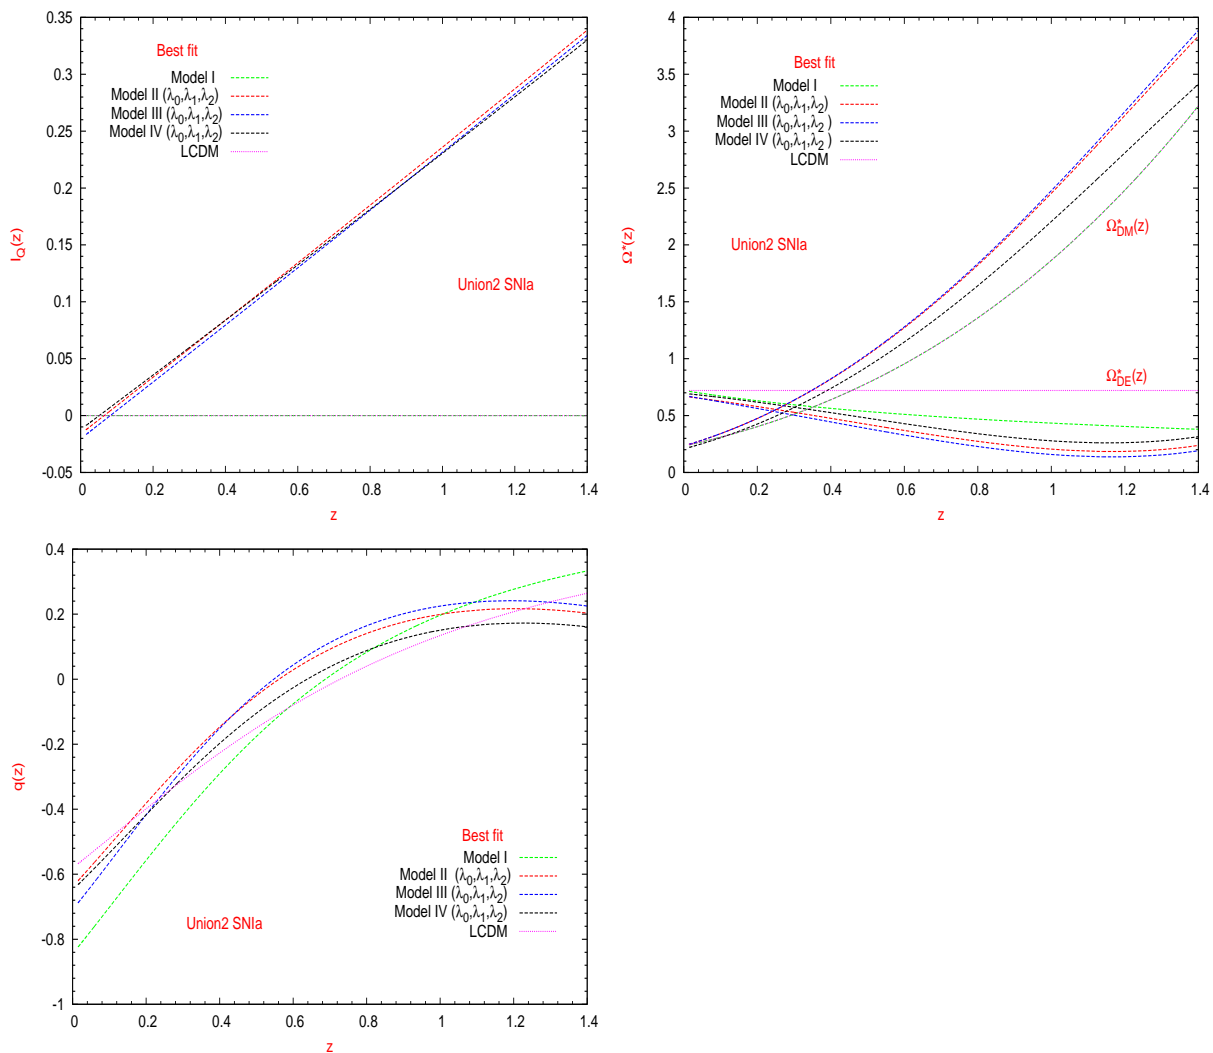 0.35
0.3
0.25
0.2
0.15
0.1
0.05
0
-0.05
I_Q(z)
Best fit
Model I
Model II (λ₀,λ₁,λ₂)
Model III (λ₀,λ₁,λ₂)
Model IV (λ₀,λ₁,λ₂)
LCDM
Union2 SNIa
0 0.2 0.4 0.6 0.8 1 1.2 1.4
z
4
3.5
3
2.5
2
1.5
1
0.5
0
Ω*(z)
Best fit
Model I
Model II (λ₀,λ₁,λ₂)
Model III (λ₀,λ₁,λ₂ )
Model IV (λ₀,λ₁,λ₂ )
LCDM
Union2 SNIa
Ω*_DM(z)
Ω*_DE(z)
0 0.2 0.4 0.6 0.8 1 1.2 1.4
z
0.4
0.2
0
-0.2
-0.4
-0.6
-0.8
-1
q(z)
Best fit
Model I
Model II (λ₀,λ₁,λ₂)
Model III (λ₀,λ₁,λ₂)
Model IV (λ₀,λ₁,λ₂)
LCDM
Union2 SNIa
0 0.2 0.4 0.6 0.8 1 1.2 1.4
z